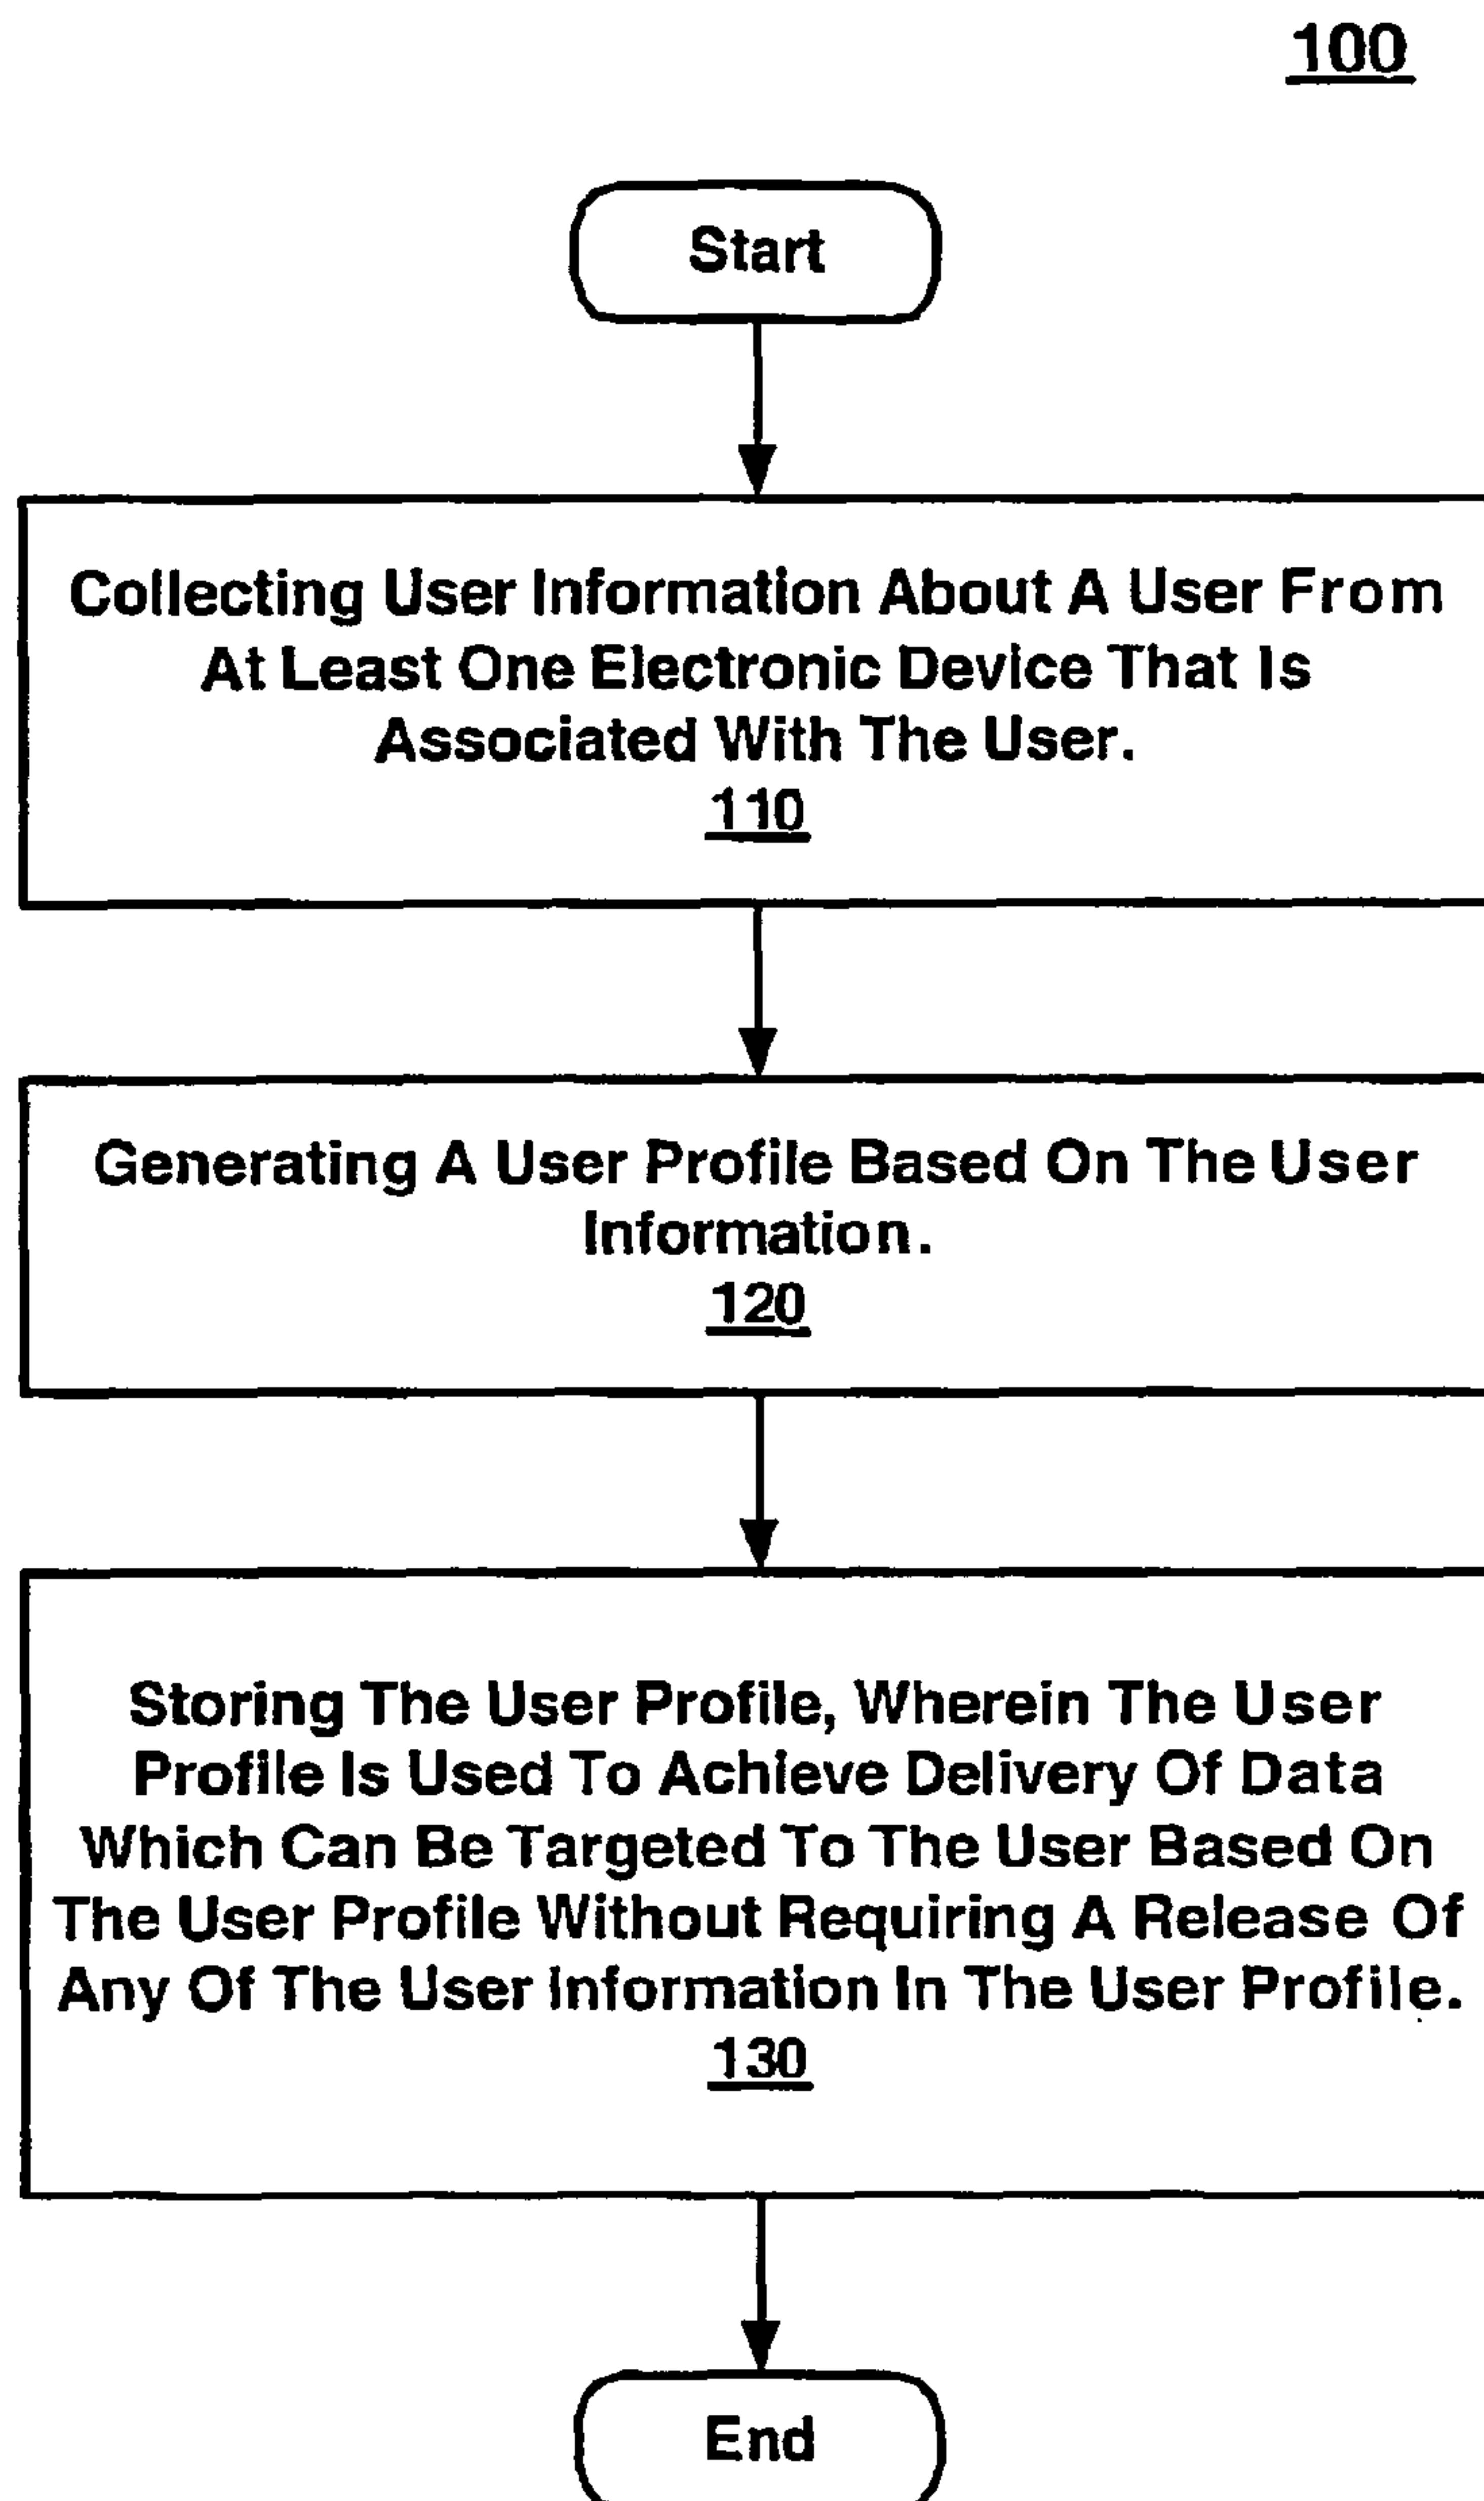 100
Start
Collecting User Information About A User From
At Least One Electronic Device That Is
Associated With The User.
110
Generating A User Profile Based On The User
Information.
120
Storing The User Profile, Wherein The User
Profile Is Used To Achieve Delivery Of Data
Which Can Be Targeted To The User Based On
The User Profile Without Requiring A Release Of
Any Of The User Information In The User Profile.
130
End